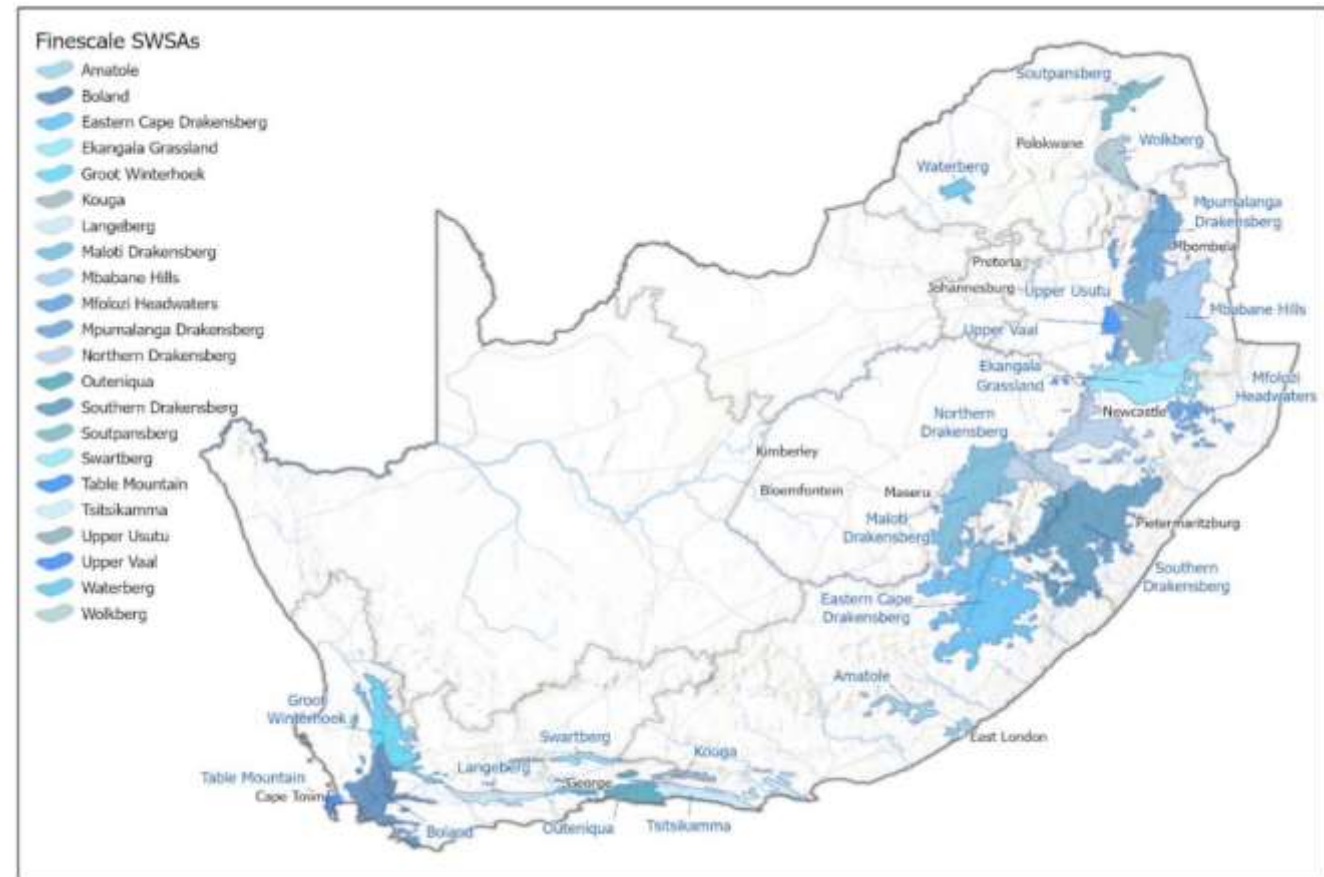 Finescale SWSAs
Amatole
Boland
Eastern Cape Drakensberg
Ekangala Grassland
Groot Winterhoek
Kouga
Langeberg
Maloti Drakensberg
Mbabane Hills
Mfolozi Headwaters
Mpumalanga Drakensberg
Northern Drakensberg
Outeniqua
Southern Drakensberg
Soutpansberg
Swartberg
Table Mountain
Tsitsikamma
Upper Usutu
Upper Vaal
Waterberg
Wolkberg
Soutpansberg
Polokwane
Wolkberg
Waterberg
Mpumalanga
Drakensberg
Mbombela
Pretoria
Johannesburg
Upper Usutu
Mbabane Hills
Upper Vaal
Ekangala
Grassland
Mfolozi
Headwaters
Newcastle
Northern
Drakensberg
Kimberley
Bloemfontein
Maseru
Maloti
Drakensberg
Pietermaritzburg
Southern
Drakensberg
Eastern Cape
Drakensberg
Amatole
East London
Groot
Winterhoek
Swartberg
Kouga
Langeberg
George
Table Mountain
Cape Town
Boland
Outeniqua
Tsitsikamma